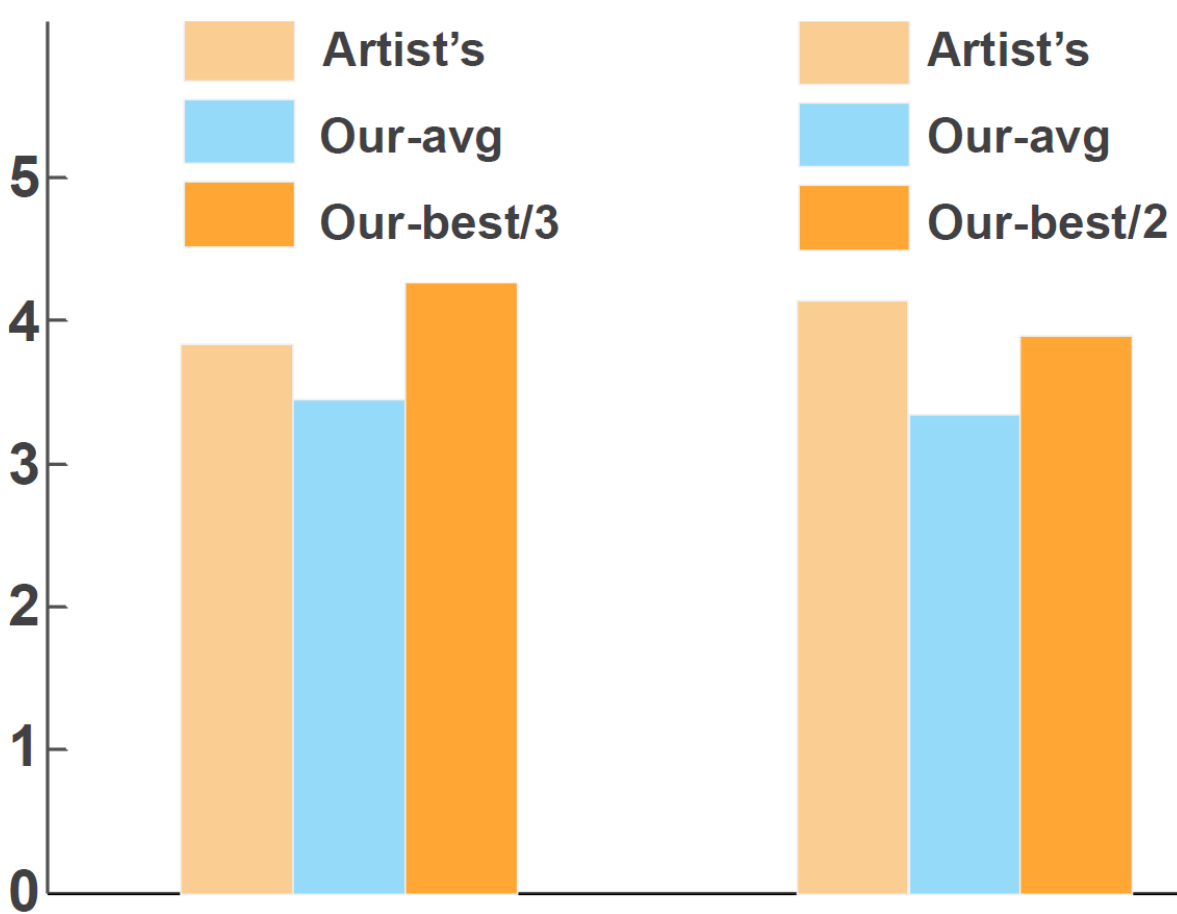 Artist's
Our-avg
Our-best/3
Artist's
Our-avg
Our-best/2
5
4
3
2
1
0